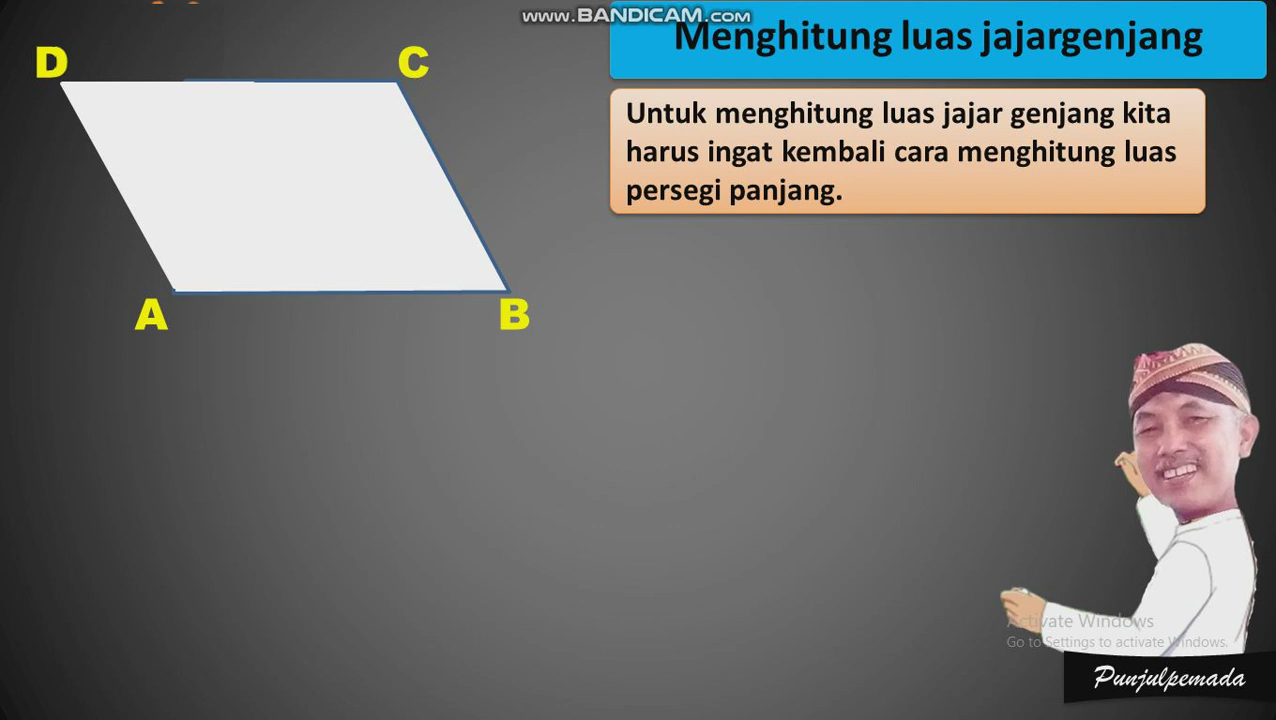 www.BANDICAM.com
Menghitung luas jajargenjang
D
C
Untuk menghitung luas jajar genjang kita
harus ingat kembali cara menghitung luas
persegi panjang.
A
B
Activate Windows
Go to Settings to activate Windows.
Punjulpemada